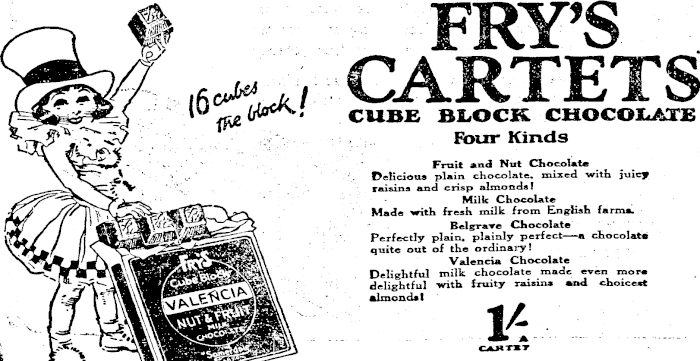 FRY'S
CARTETS
CUBE BLOCK CHOCOLATE
Four Kinds
Fruit and Nut Chocolate
Delicious plain chocolate, mixed with juicy
raisins and crisp almonds!
Milk Chocolate
Made with fresh milk from English farms.
Belgrave Chocolate
Perfectly plain, plainly perfect—a chocolate
quite out of the ordinary!
Valencia Chocolate
Delightful milk chocolate made even more
delightful with fruity raisins and choicest
almonds!
1/-
A
CARTET
16 cubes
the block!
FRY'S
VALENCIA
NUT & FRUIT
MILK
CHOCOLATE